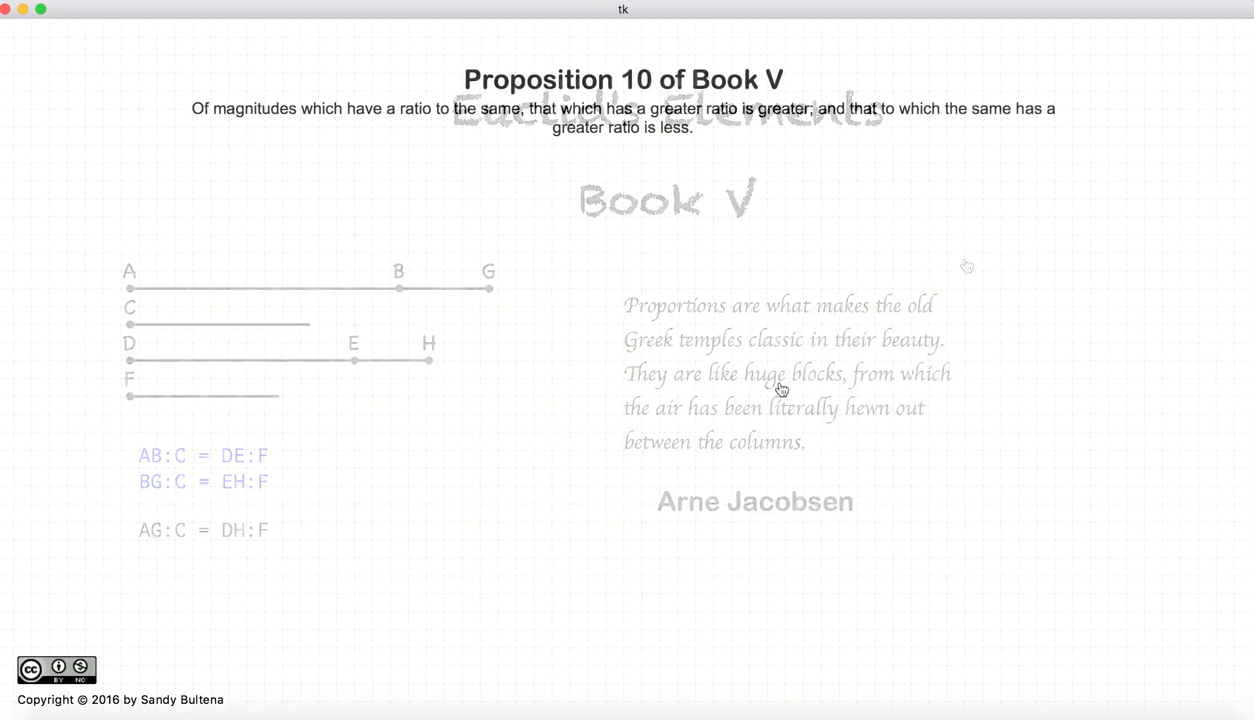 tk
Proposition 10 of Book V
Euclid's Elements
Of magnitudes which have a ratio to the same, that which has a greater ratio is greater; and that to which the same has a
greater ratio is less.
Book V
A B G
C
D E H
F
Proportions are what makes the old
Greek temples classic in their beauty.
They are like huge blocks, from which
the air has been literally hewn out
between the columns.
Arne Jacobsen
AB:C = DE:F
BG:C = EH:F
AG:C = DH:F
cc
BY NC
Copyright © 2016 by Sandy Bultena